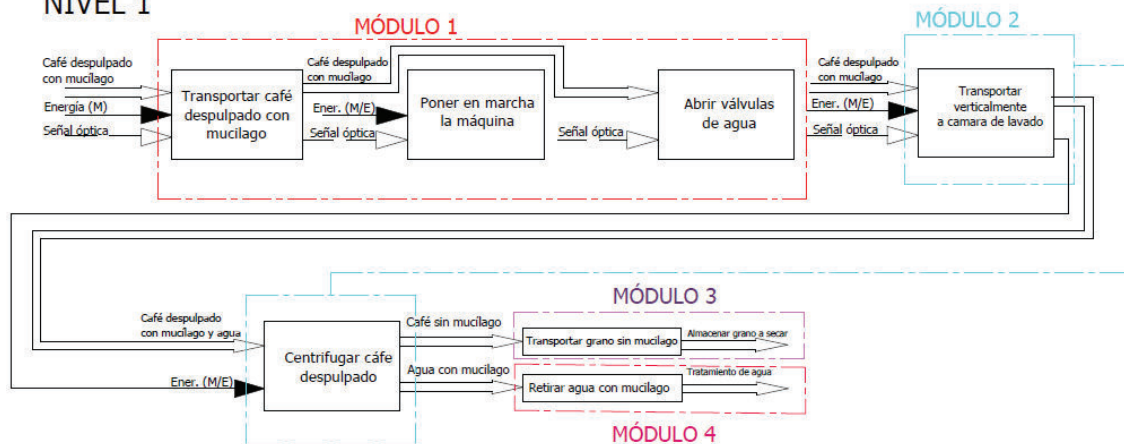 NIVEL 1
MÓDULO 1
MÓDULO 2
Café despulpado
con mucílago
Energía (M)
Señal óptica
Transportar café
despulpado con
mucilago
Café despulpado
con mucílago
Ener. (M/E)
Señal óptica
Poner en marcha
la máquina
Señal óptica
Abrir válvulas
de agua
Café despulpado
con mucílago
Ener. (M/E)
Señal óptica
Transportar
verticalmente
a camara de lavado
Café despulpado
con mucílago y agua
Ener. (M/E)
Centrifugar cáfe
despulpado
Café sin mucílago
Agua con mucilago
MÓDULO 3
Transportar grano sin mucilago
Almacenar grano a secar
Retirar agua con mucilago
Tratamiento de agua
MÓDULO 4